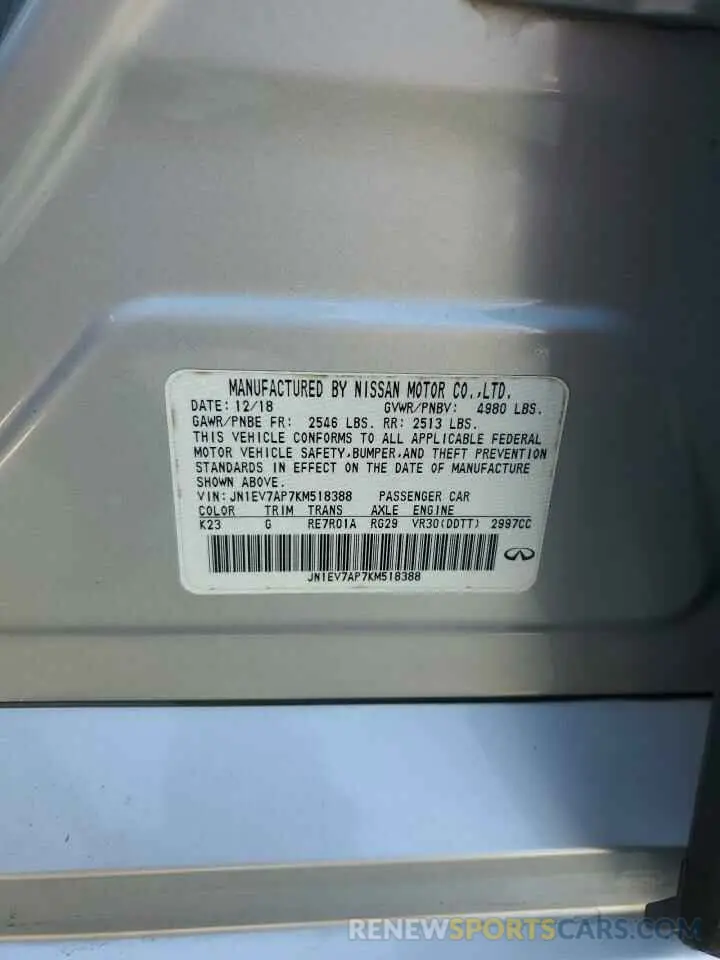 MANUFACTURED BY NISSAN MOTOR CO.,LTD.
DATE: 12/18 GVWR/PNBV: 4980 LBS.
GAWR/PNBE FR: 2546 LBS. RR: 2513 LBS.
THIS VEHICLE CONFORMS TO ALL APPLICABLE FEDERAL
MOTOR VEHICLE SAFETY,BUMPER,AND THEFT PREVENTION
STANDARDS IN EFFECT ON THE DATE OF MANUFACTURE
SHOWN ABOVE.
VIN: JN1EV7AP7KM518388 PASSENGER CAR
COLOR TRIM TRANS AXLE ENGINE
K23 G RE7R01A RG29 VR30(DDTT) 2997CC
JN1EV7AP7KM518388
RENEWSPORTSCARS.COM